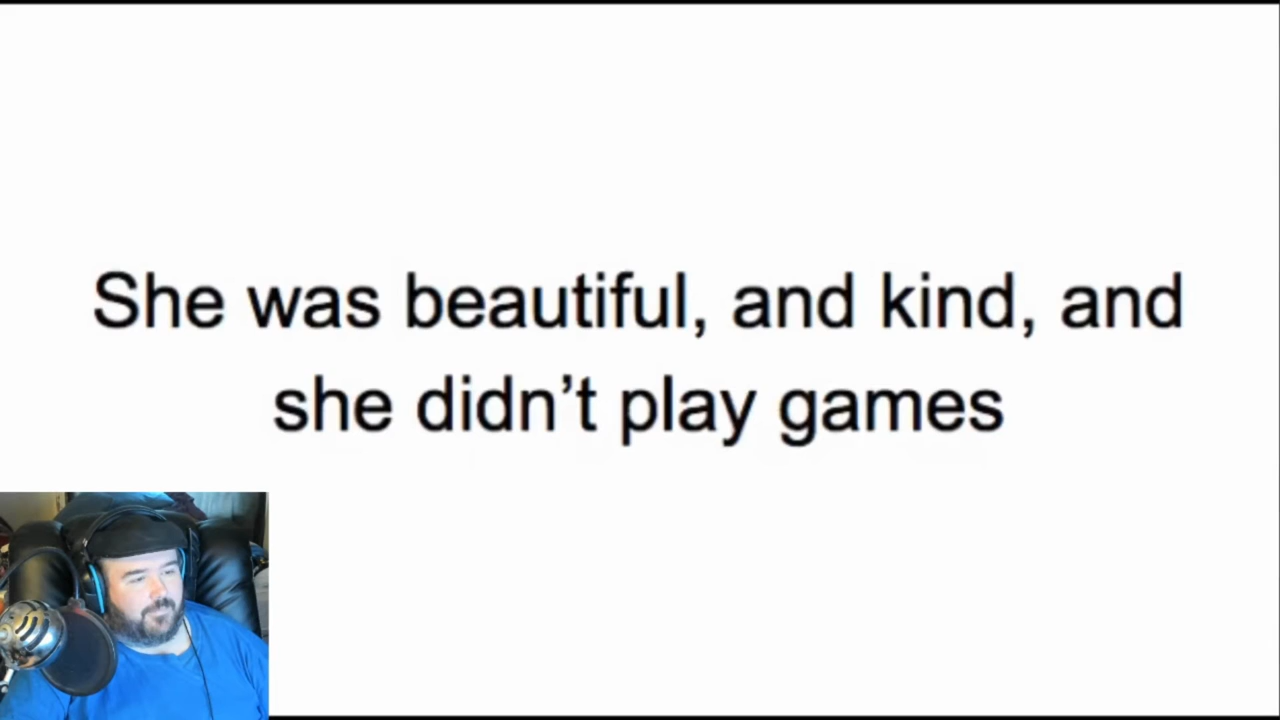 She was beautiful, and kind, and
she didn’t play games